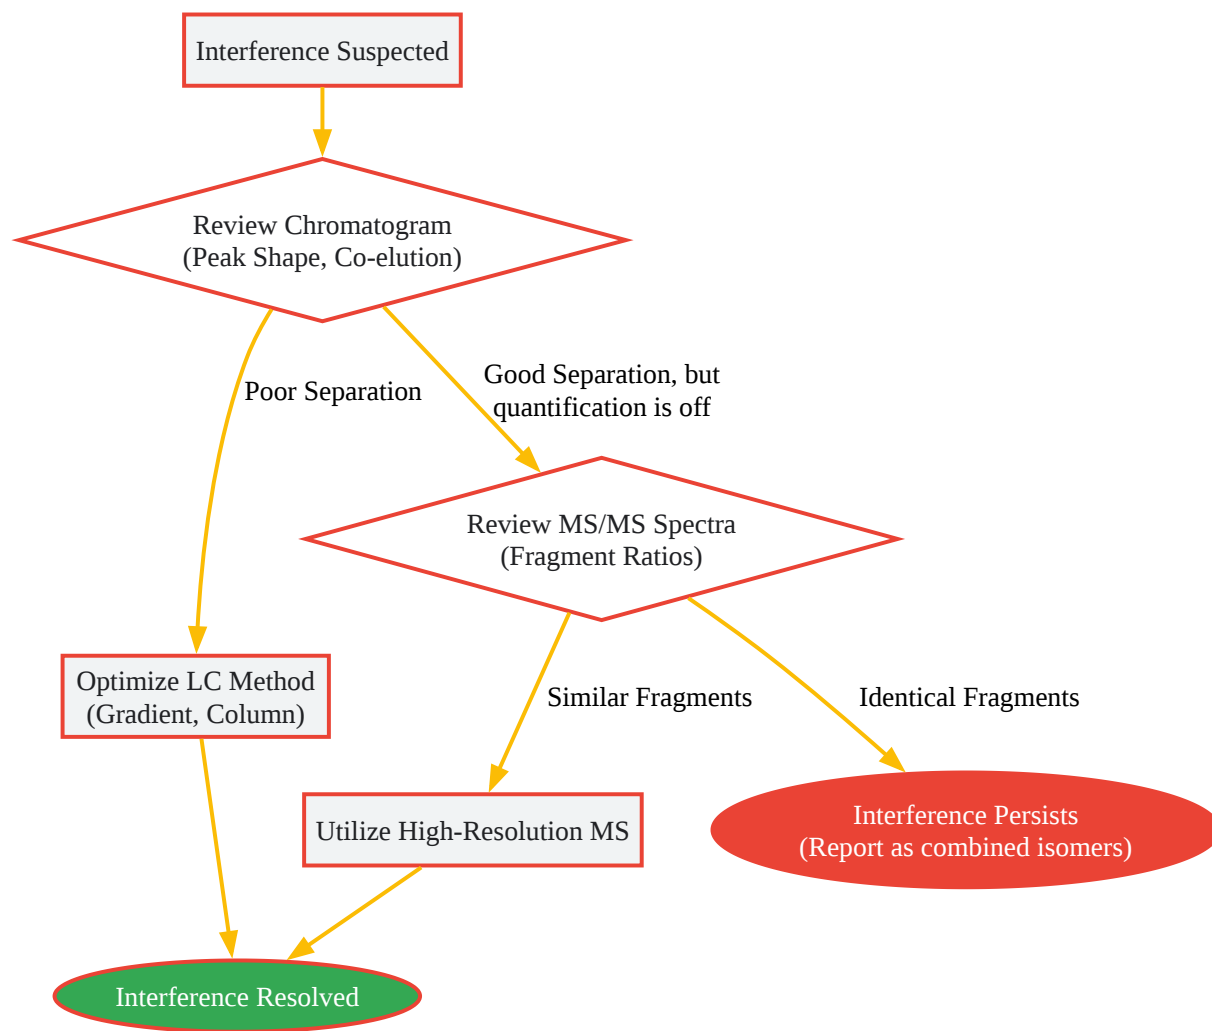 Interference Suspected
Review Chromatogram
(Peak Shape, Co-elution)
Poor Separation
Good Separation, but
quantification is off
Review MS/MS Spectra
(Fragment Ratios)
Optimize LC Method
(Gradient, Column)
Similar Fragments
Identical Fragments
Utilize High-Resolution MS
Interference Persists
(Report as combined isomers)
Interference Resolved